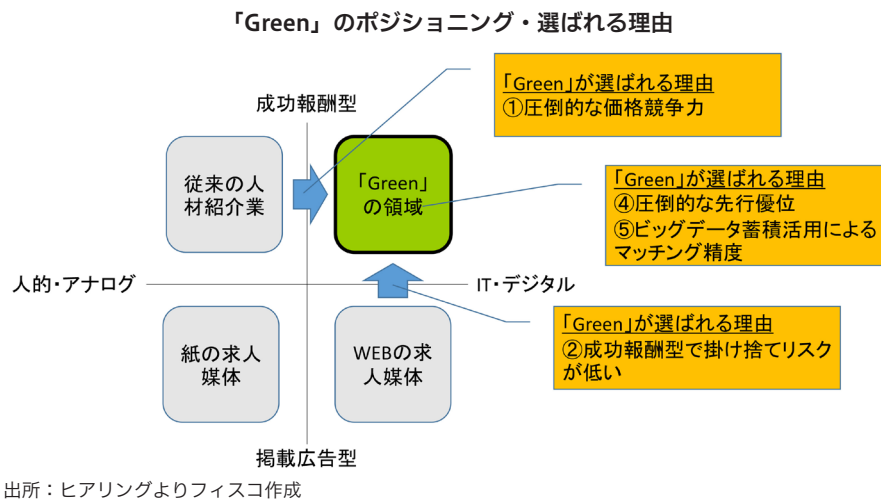 「Green」のポジショニング・選ばれる理由
「Green」が選ばれる理由
①圧倒的な価格競争力
成功報酬型
従来の人
材紹介業
「Green」
の領域
「Green」が選ばれる理由
④圧倒的な先行優位
⑤ビッグデータ蓄積活用による
マッチング精度
人的・アナログ
IT・デジタル
紙の求人
媒体
WEBの求
人媒体
「Green」が選ばれる理由
②成功報酬型で掛け捨てリスク
が低い
掲載広告型
出所：ヒアリングよりフィスコ作成